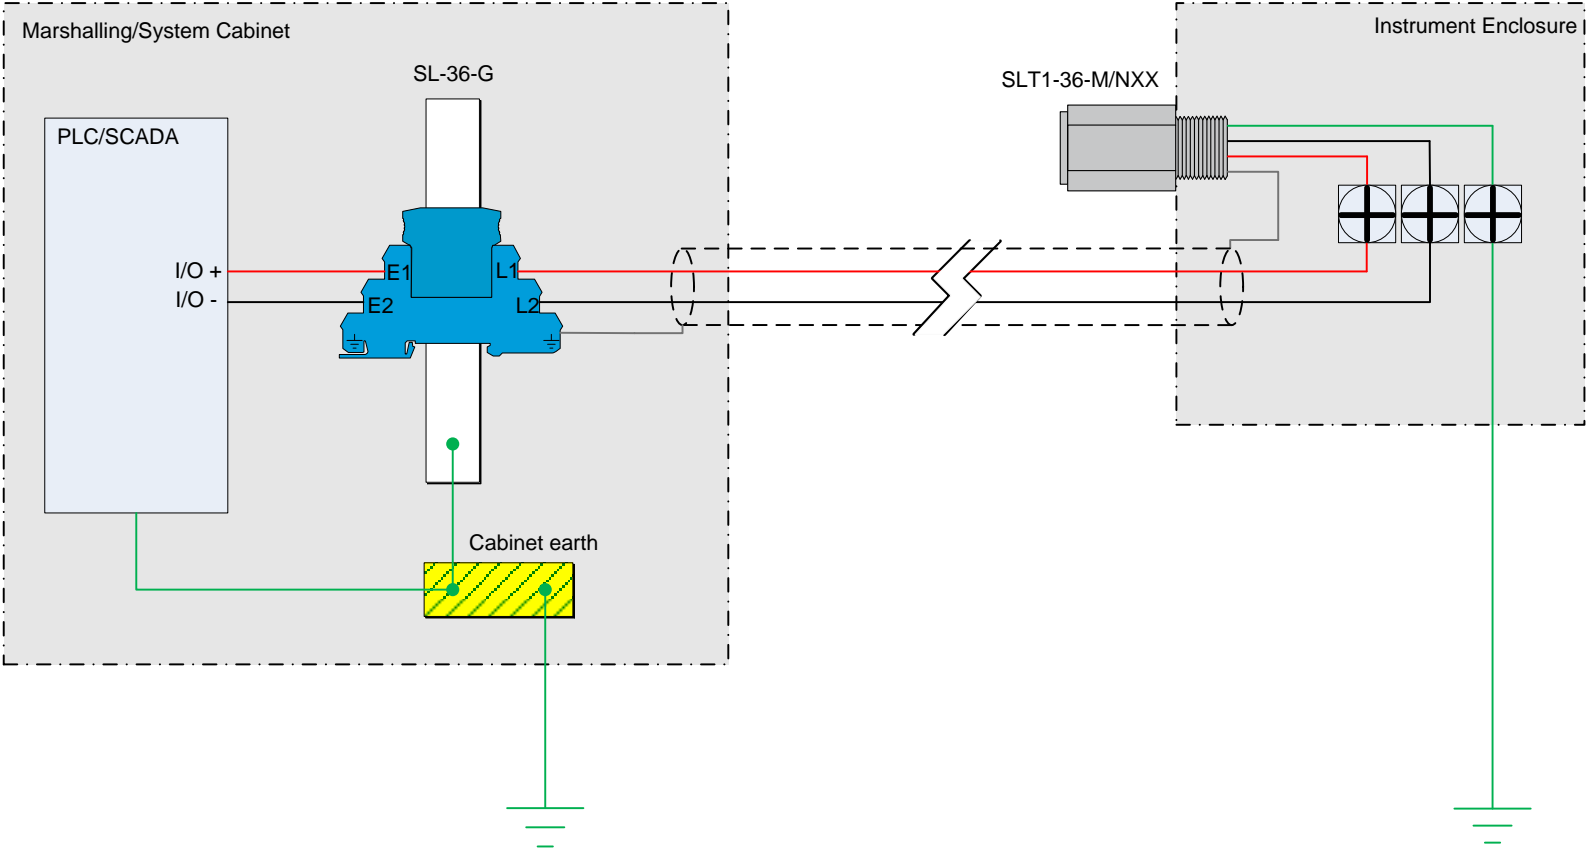 Marshalling/System Cabinet
Instrument Enclosure
SL-36-G
SLT1-36-M/NXX
PLC/SCADA
I/O +
E1
L1
I/O -
E2
L2
Cabinet earth